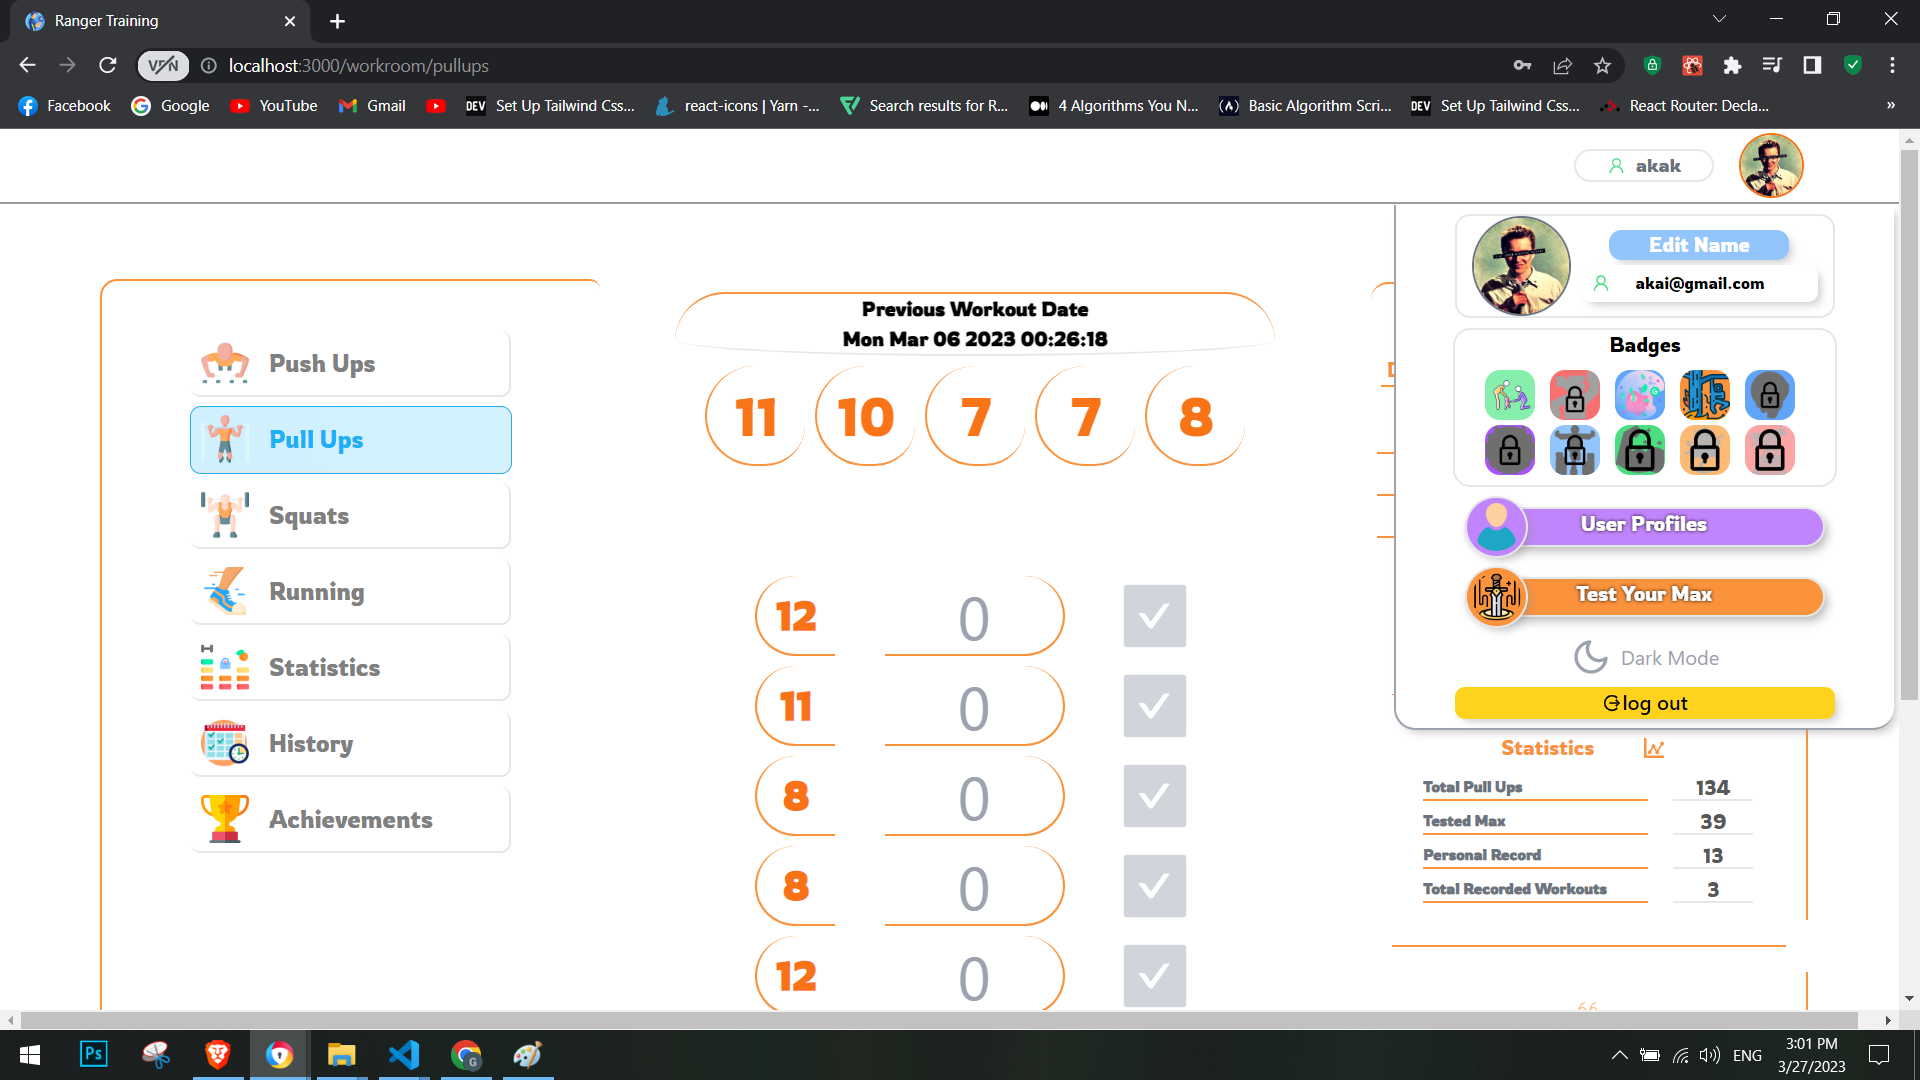 Ranger Training
VPN
localhost:3000/workroom/pullups
Facebook
Google
YouTube
Gmail
DEV Set Up Tailwind Css...
react-icons | Yarn -...
Search results for R...
4 Algorithms You N...
Basic Algorithm Scri...
DEV Set Up Tailwind Css...
React Router: Decla...
»
akak
Push Ups
Pull Ups
Squats
Running
Statistics
History
Achievements
Previous Workout Date
Mon Mar 06 2023 00:26:18
11 10 7 7 8
12 0
11 0
8 0
8 0
12 0
Edit Name
akai@gmail.com
Badges
User Profiles
Test Your Max
Dark Mode
log out
Statistics
Total Pull Ups 134
Tested Max 39
Personal Record 13
Total Recorded Workouts 3
Ps
G
ENG
3:01 PM
3/27/2023